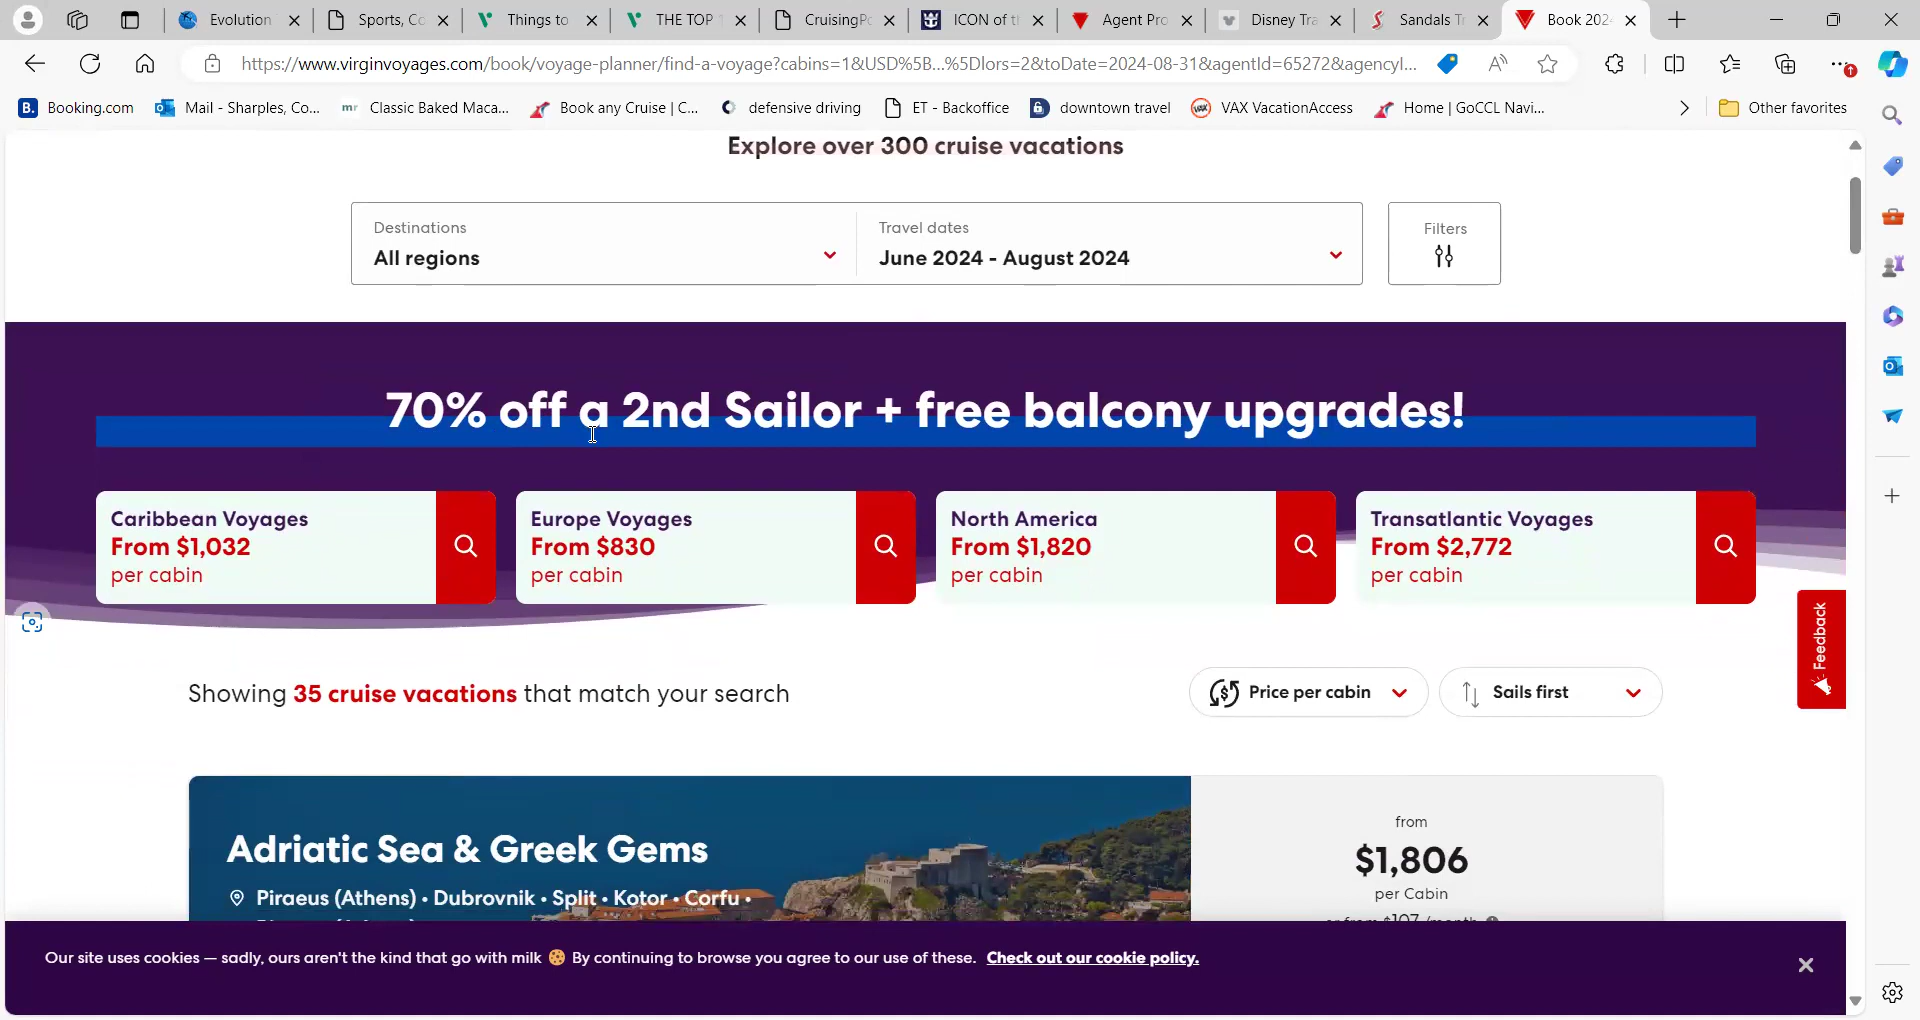 Evolution
Sports, Co
Things to
THE TOP
CruisingPo
ICON of t
Agent Pro
Disney Tra
Sandals Tr
Book 202
https://www.virginvoyages.com/book/voyage-planner/find-a-voyage?cabins=1&USD%5B...%5Dlors=2&toDate=2024-08-31&agentId=65272&agencyI...
B. Booking.com
Mail - Sharples, Co...
mr Classic Baked Maca...
Book any Cruise | C...
defensive driving
ET - Backoffice
downtown travel
VAX VacationAccess
Home | GoCCL Navi...
Other favorites
Explore over 300 cruise vacations
Destinations
All regions
Travel dates
June 2024 - August 2024
Filters
70% off a 2nd Sailor + free balcony upgrades!
Caribbean Voyages
From $1,032
per cabin
Europe Voyages
From $830
per cabin
North America
From $1,820
per cabin
Transatlantic Voyages
From $2,772
per cabin
Feedback
Showing 35 cruise vacations that match your search
Price per cabin
Sails first
Adriatic Sea & Greek Gems
Piraeus (Athens) • Dubrovnik • Split • Kotor • Corfu •
from
$1,806
per Cabin
Our site uses cookies — sadly, ours aren't the kind that go with milk 🍪 By continuing to browse you agree to our use of these. Check out our cookie policy.